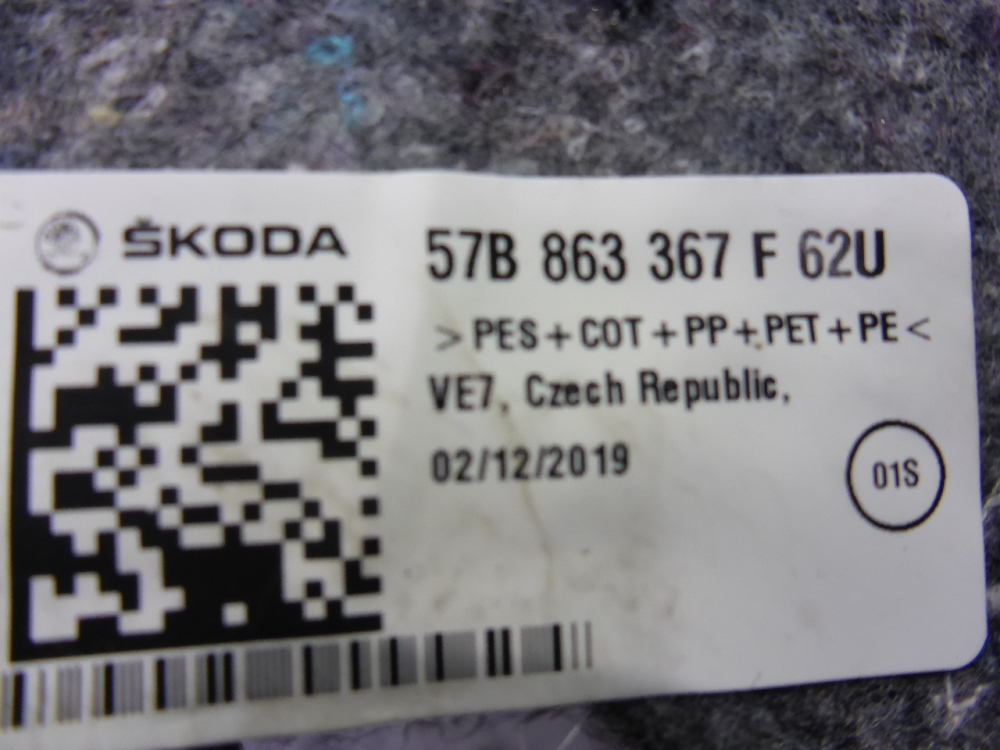 ŠKODA
57B 863 367 F 62U
>PES+COT+PP+PET+PE<
VE7, Czech Republic,
02/12/2019
01S